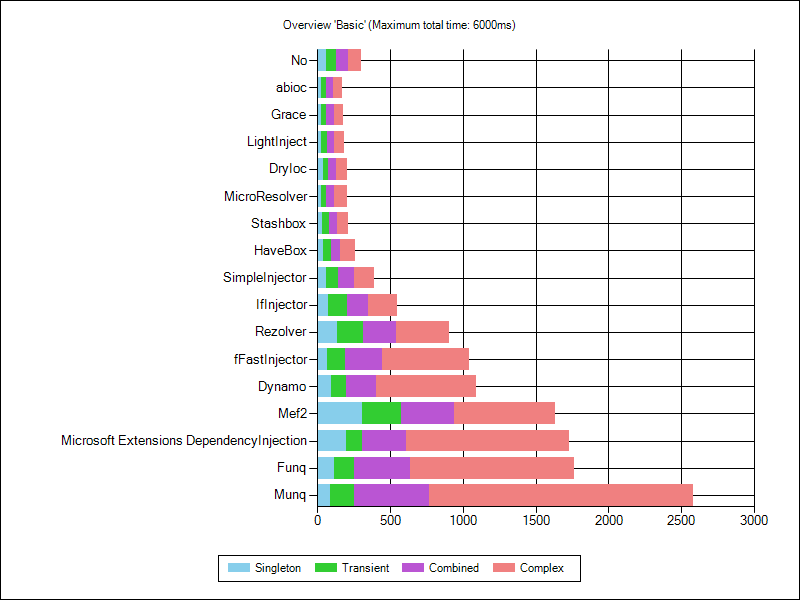 Overview 'Basic' (Maximum total time: 6000ms)
No
abioc
Grace
LightInject
DryIoc
MicroResolver
Stashbox
HaveBox
SimpleInjector
IfInjector
Rezolver
fFastInjector
Dynamo
Mef2
Microsoft Extensions DependencyInjection
Funq
Munq
0 500 1000 1500 2000 2500 3000
Singleton Transient Combined Complex